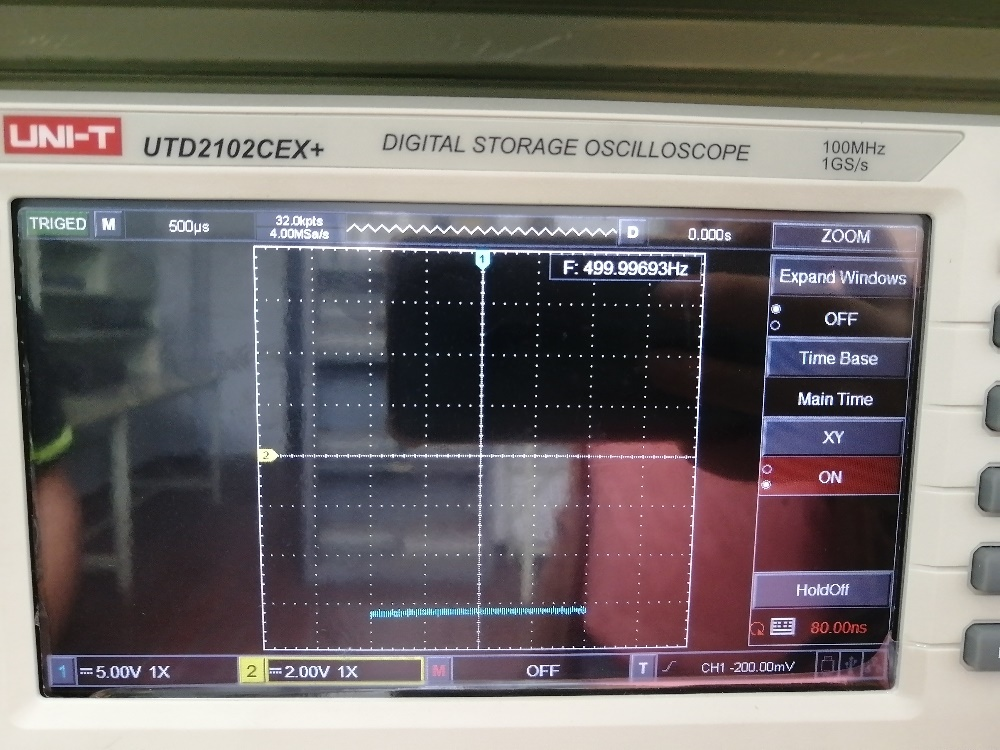 UNI-T
UTD2102CEX+
DIGITAL STORAGE OSCILLOSCOPE
100MHz
1GS/s
TRIGED
M
500µs
32.0kpts
4.00MSa/s
D
0.000s
ZOOM
1
F: 499.99693Hz
Expand Windows
OFF
Time Base
Main Time
XY
2
ON
HoldOff
80.00ns
1
5.00V 1X
2
2.00V 1X
M
OFF
T
CH1 -200.00mV